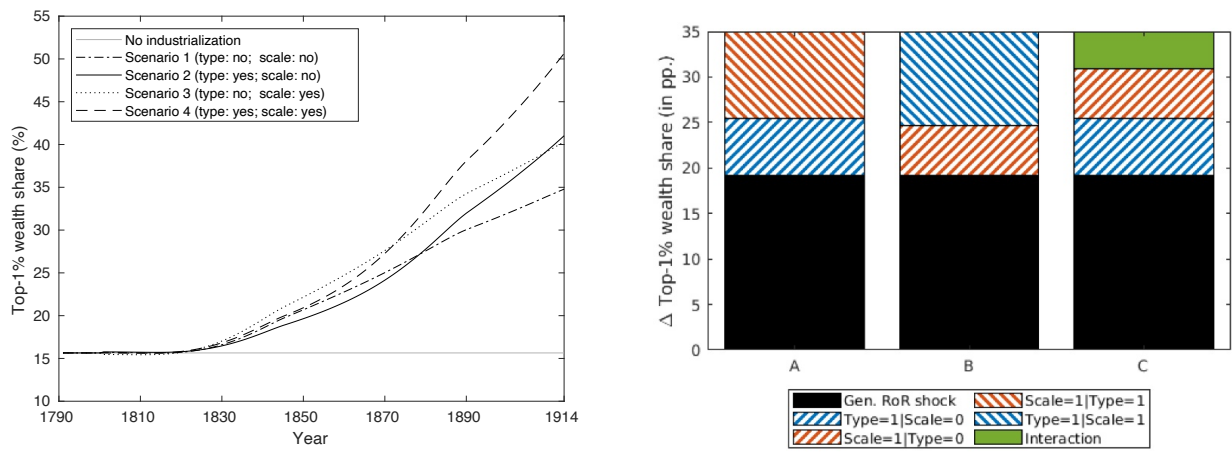 55
50
45
40
35
30
25
20
15
10
Top-1% wealth share (%)
No industrialization
Scenario 1 (type: no; scale: no)
Scenario 2 (type: yes; scale: no)
Scenario 3 (type: no; scale: yes)
Scenario 4 (type: yes; scale: yes)
1790 1810 1830 1850 1870 1890 1914
Year
35
30
25
20
15
10
5
0
Δ Top-1% wealth share (in pp.)
A B C
Gen. RoR shock
Type=1|Scale=0
Scale=1|Type=0
Scale=1|Type=1
Type=1|Scale=1
Interaction